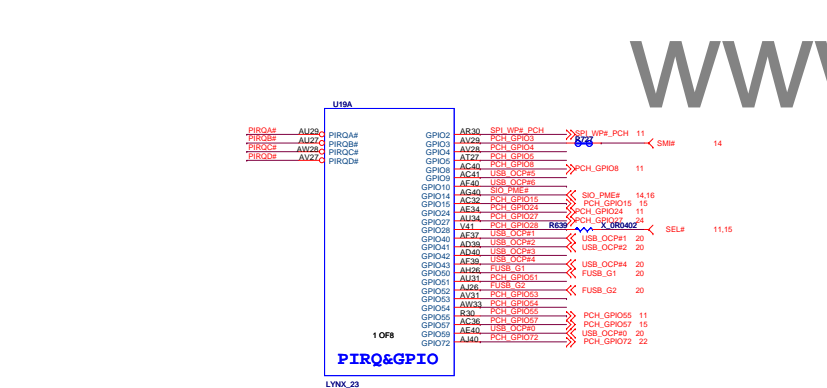 WWW
U19A
PIRQA# AU29 PIRQA# GPIO2 AR30 SPI_WP#_PCH SPI_WP#_PCH 11
PIRQB# AU27 PIRQB# GPIO3 AV29 PCH_GPIO3 R727 SMI# 14
PIRQC# AW28 PIRQC# GPIO4 AV28 PCH_GPIO4
PIRQD# AV27 PIRQD# GPIO5 AT27 PCH_GPIO5
GPIO8 AC40 PCH_GPIO8 PCH_GPIO8 11
GPIO9 AC41 USB_OCP#5
GPIO10 AF40 USB_OCP#6
GPIO14 AG40 SIO_PME# SIO_PME# 14,16
GPIO15 AC32 PCH_GPIO15 PCH_GPIO15 15
GPIO24 AE34 PCH_GPIO24 PCH_GPIO24 11
GPIO27 AU34 PCH_GPIO27 PCH_GPIO27 24
GPIO28 V41 PCH_GPIO28 R639 X_0R0402 SEL# 11,15
GPIO40 AF37 USB_OCP#1 USB_OCP#1 20
GPIO41 AD39 USB_OCP#2 USB_OCP#2 20
GPIO42 AD40 USB_OCP#3
GPIO43 AF39 USB_OCP#4 USB_OCP#4 20
GPIO50 AH26 FUSB_G1 FUSB_G1 20
GPIO51 AU31 PCH_GPIO51
GPIO52 AJ26 FUSB_G2 FUSB_G2 20
GPIO53 AV31 PCH_GPIO53
GPIO54 AW33 PCH_GPIO54
GPIO55 R30 PCH_GPIO55 PCH_GPIO55 11
GPIO57 AC36 PCH_GPIO57 PCH_GPIO57 15
1 OF8 GPIO59 AE40 USB_OCP#0 USB_OCP#0 20
GPIO72 AJ40 PCH_GPIO72 PCH_GPIO72 22
PIRQ&GPIO
LYNX_23